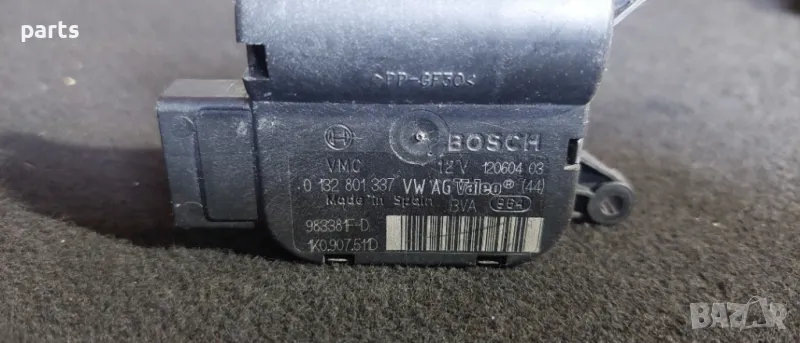 N&N
parts
>PP-GF30<
BOSCH
VMC 12 V 120604 03
0 132 801 337 VW AG Valeo® (44)
Made in Spain BVA
983381F-D
1K0.907.511D
BAZAR